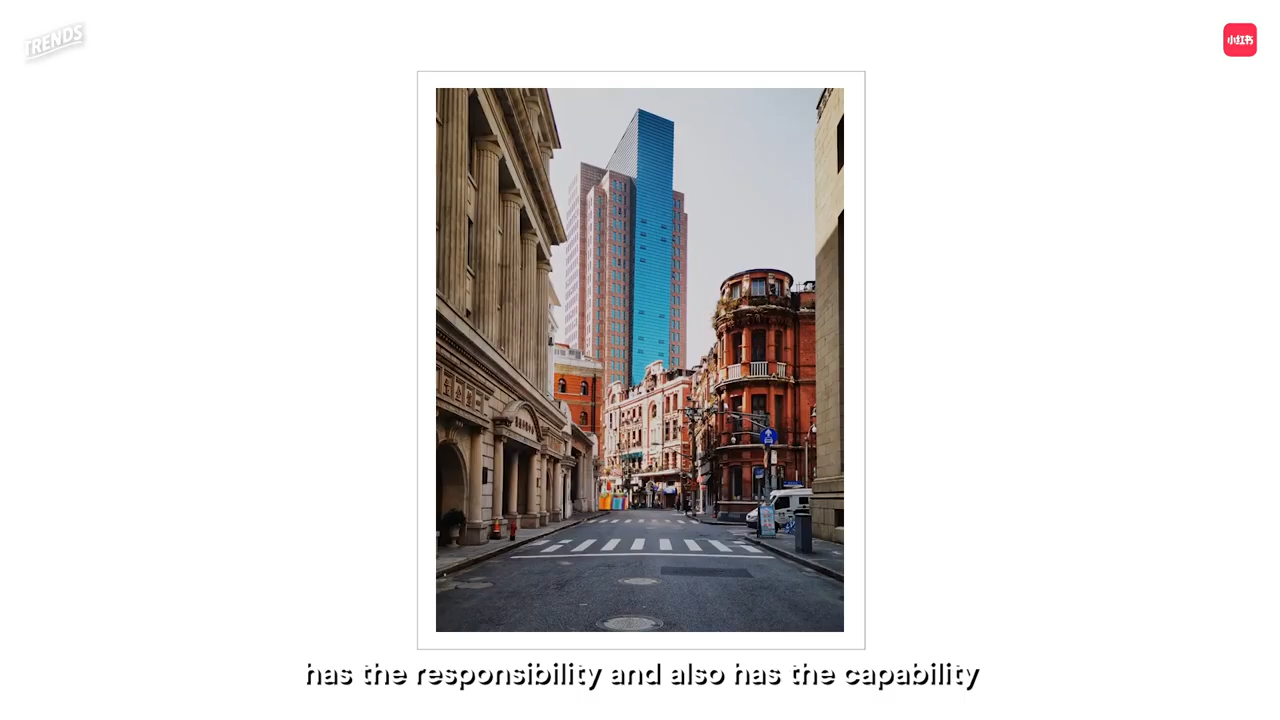 TRENDS
小红书
has the responsibility and also has the capability